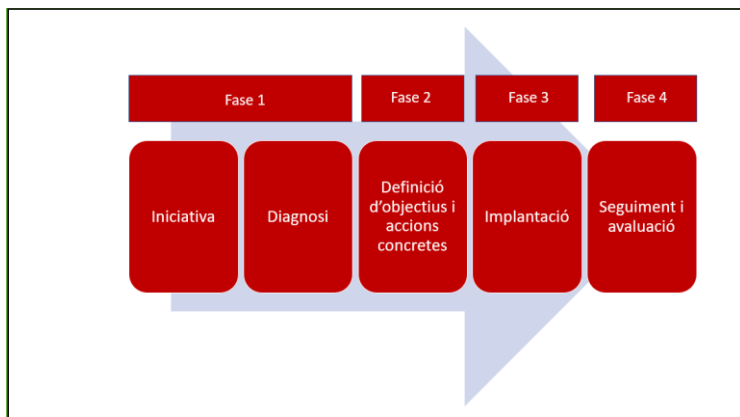 Fase 1
Fase 2
Fase 3
Fase 4
Iniciativa
Diagnosi
Definició
d'objectius i
accions
concretes
Implantació
Seguiment i
avaluació